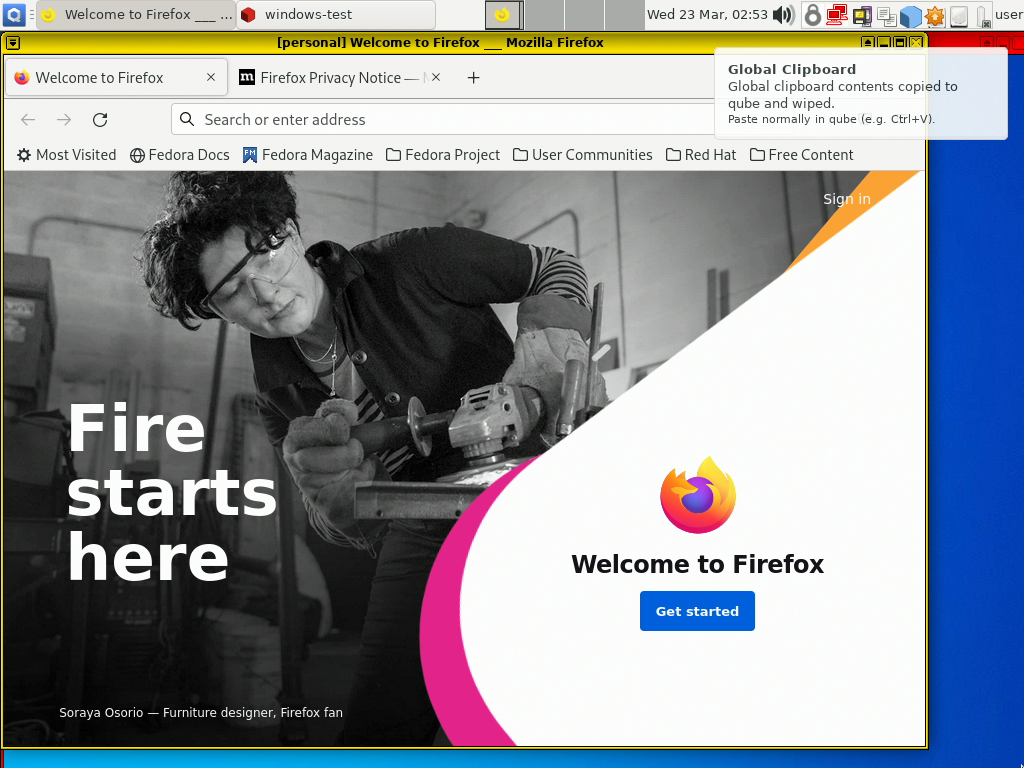 Welcome to Firefox ___ ...
windows-test
Wed 23 Mar, 02:53
user
[personal] Welcome to Firefox ___ Mozilla Firefox
Welcome to Firefox
Firefox Privacy Notice —
Search or enter address
Global Clipboard
Global clipboard contents copied to
qube and wiped.
Paste normally in qube (e.g. Ctrl+V).
Most Visited
Fedora Docs
FM
Fedora Magazine
Fedora Project
User Communities
Red Hat
Free Content
Sign in
Fire
starts
here
Welcome to Firefox
Get started
Soraya Osorio — Furniture designer, Firefox fan